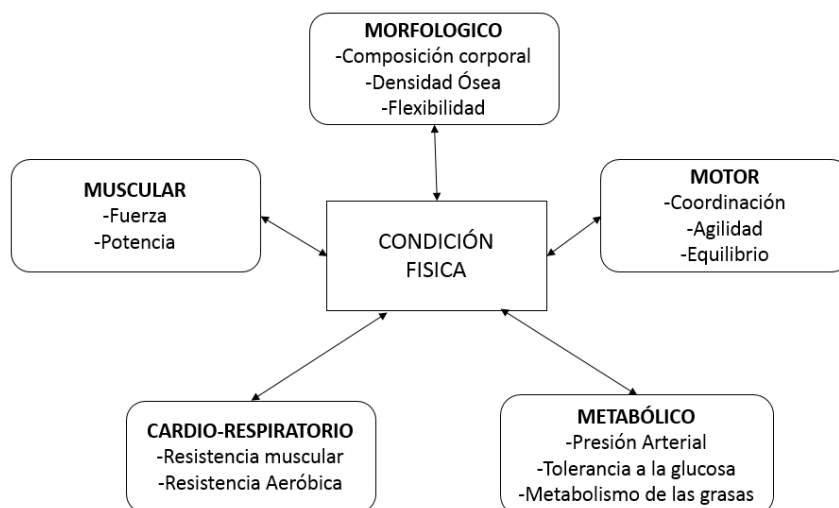 MORFOLOGICO
-Composición corporal
-Densidad Ósea
-Flexibilidad
MUSCULAR
-Fuerza
-Potencia
CONDICIÓN
FISICA
MOTOR
-Coordinación
-Agilidad
-Equilibrio
CARDIO-RESPIRATORIO
-Resistencia muscular
-Resistencia Aeróbica
METABÓLICO
-Presión Arterial
-Tolerancia a la glucosa
-Metabolismo de las grasas